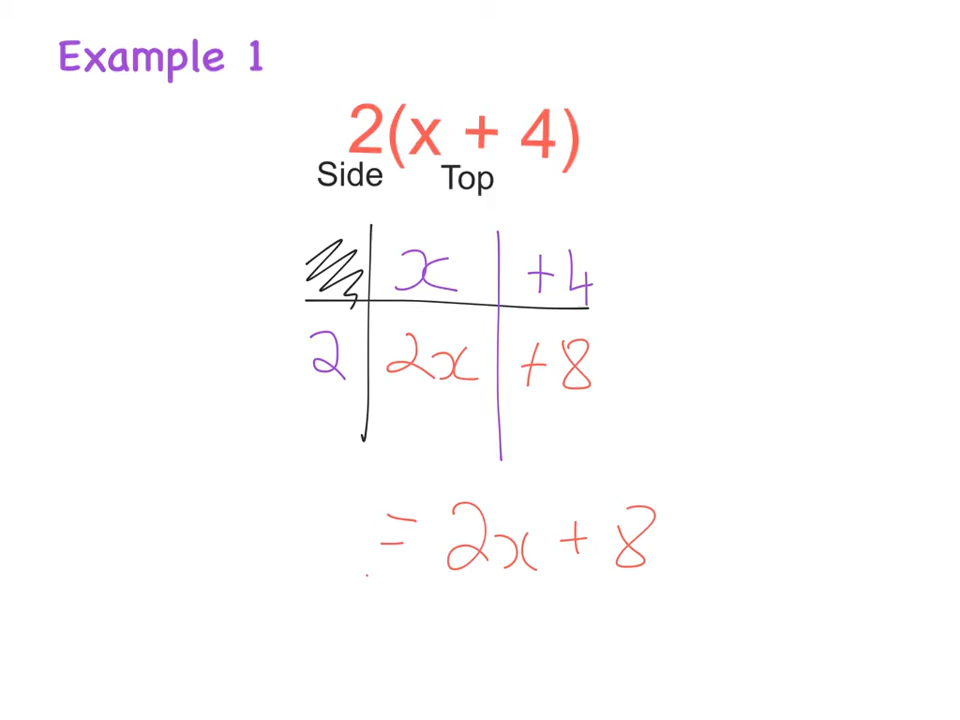 Example 1
2(x + 4)
Side Top
x +4
2 2x +8
= 2x + 8